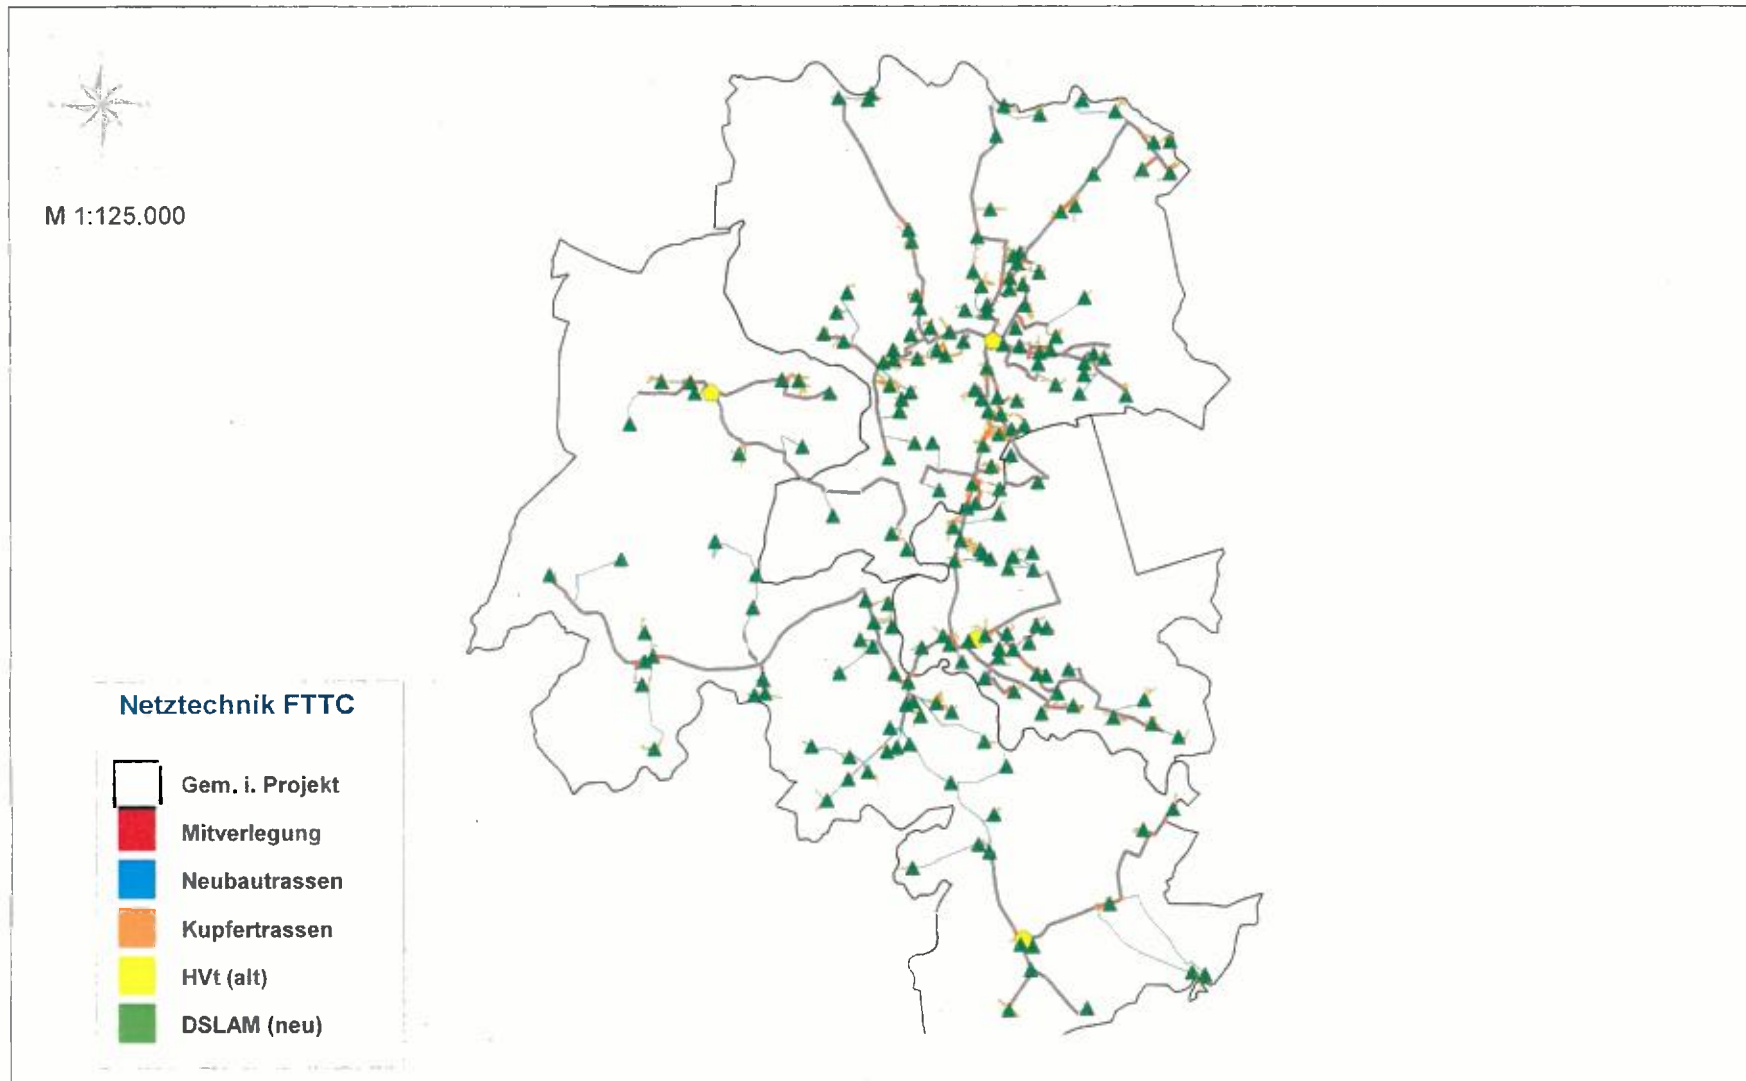 M 1:125.000
Netztechnik FTTC
Gem. i. Projekt
Mitverlegung
Neubautrassen
Kupfertrassen
HVt (alt)
DSLAM (neu)